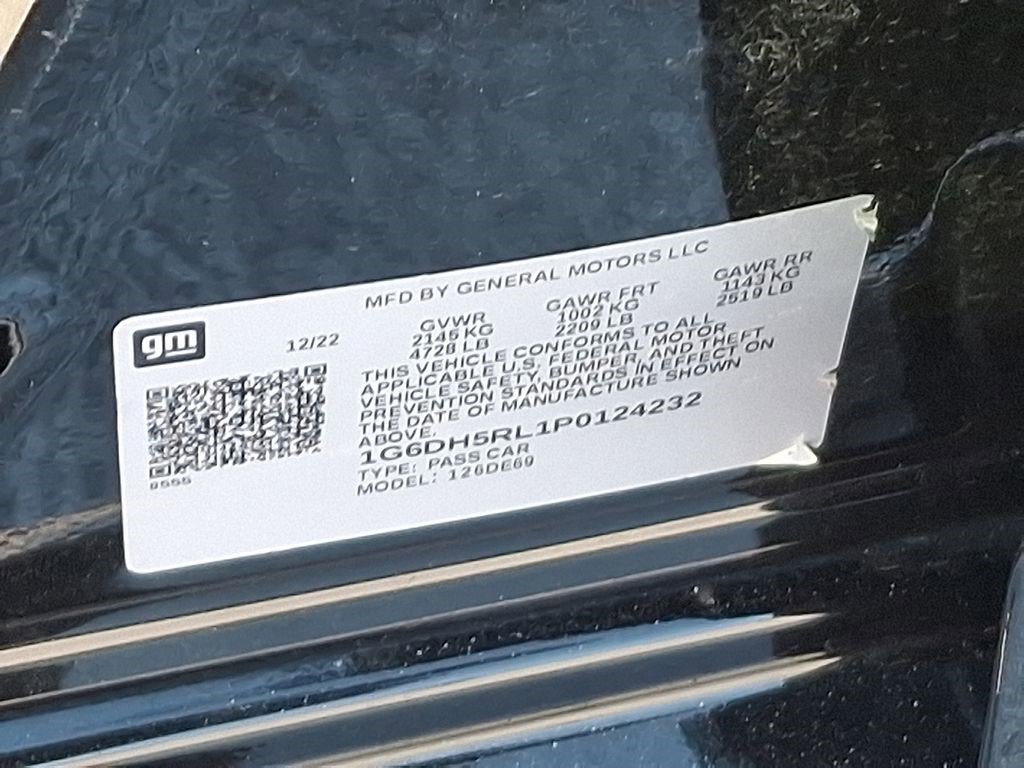 MFD BY GENERAL MOTORS LLC
gm
12/22
GVWR
2145 KG
4728 LB
GAWR FRT
1002 KG
2209 LB
GAWR RR
1143 KG
2519 LB
THIS VEHICLE CONFORMS TO ALL
APPLICABLE U.S. FEDERAL MOTOR
VEHICLE SAFETY, BUMPER, AND THEFT
PREVENTION STANDARDS IN EFFECT ON
THE DATE OF MANUFACTURE SHOWN
ABOVE.
1G6DH5RL1P0124232
TYPE: PASS CAR
MODEL: 126DE69